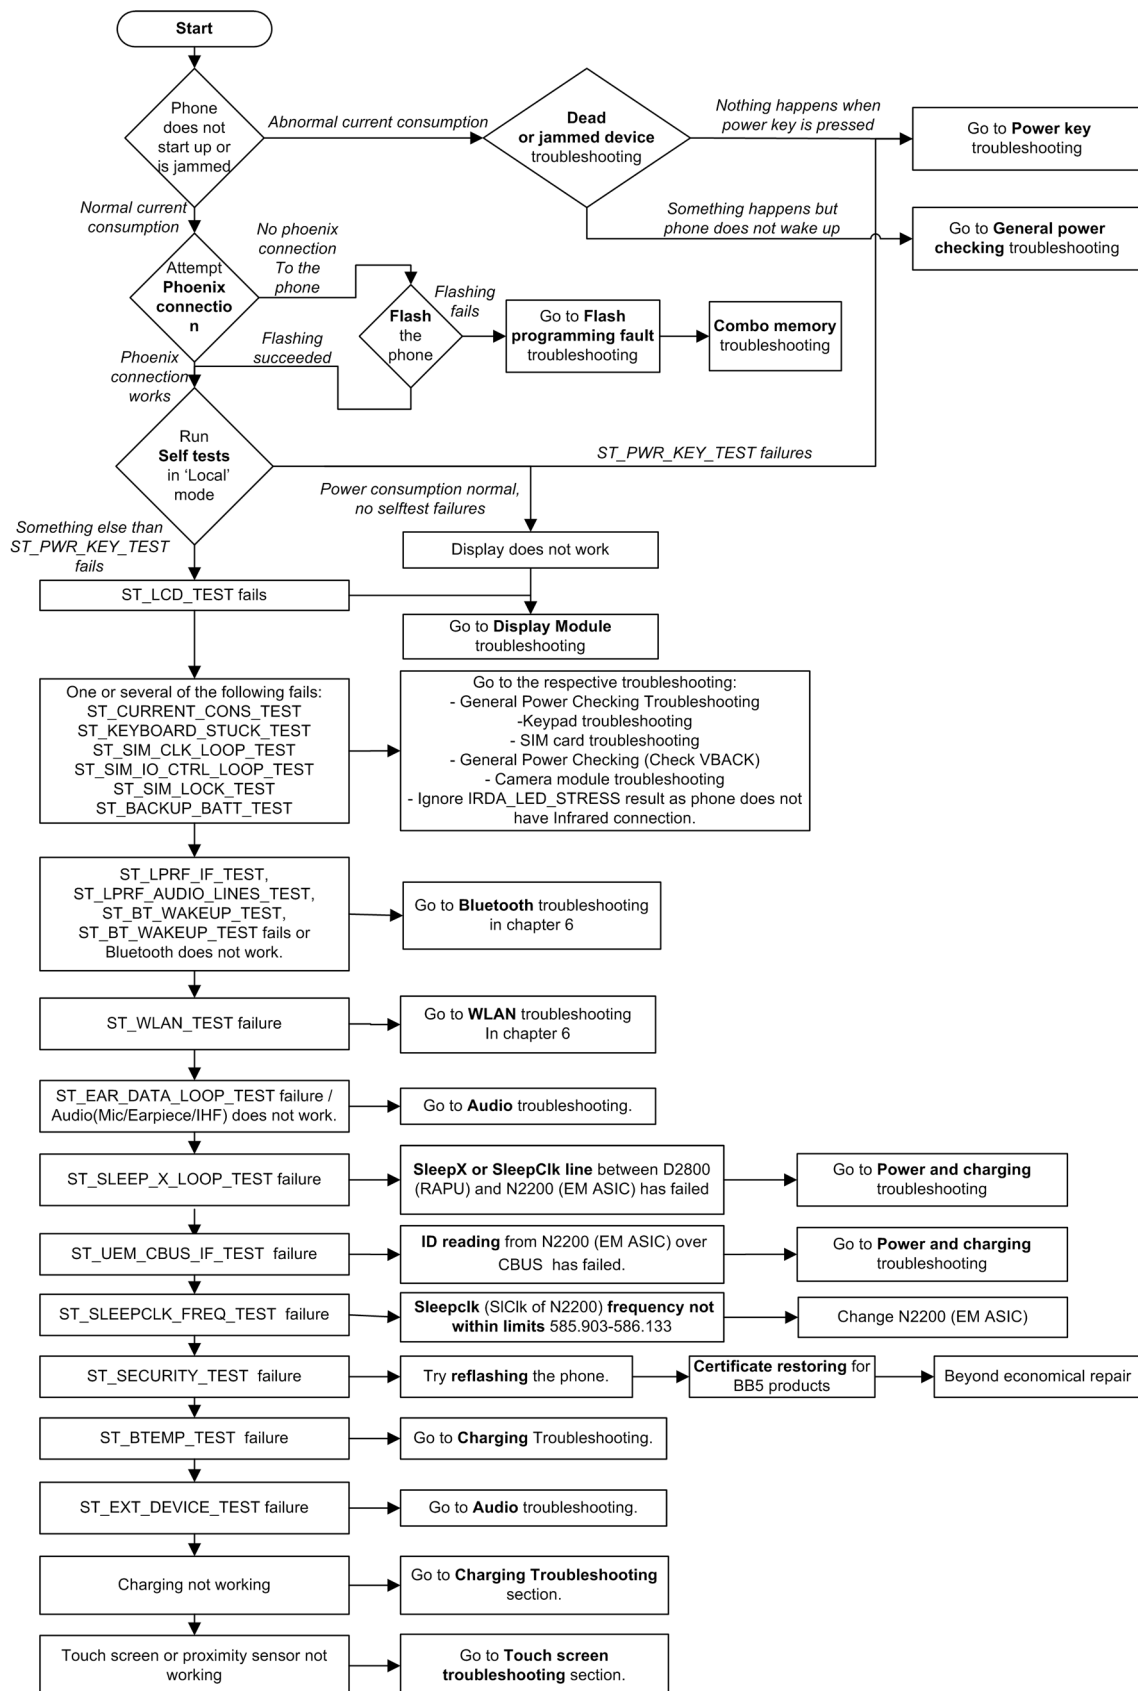 Start
Phone
does not
start up or
is jammed
Abnormal current consumption
Dead
or jammed device
troubleshooting
Nothing happens when
power key is pressed
Go to Power key
troubleshooting
Something happens but
phone does not wake up
Go to General power
checking troubleshooting
Normal current
consumption
Attempt
Phoenix
connectio
n
No phoenix
connection
To the
phone
Flash
the
phone
Flashing
fails
Go to Flash
programming fault
troubleshooting
Combo memory
troubleshooting
Flashing
succeeded
Phoenix
connection
works
Run
Self tests
in ‘Local’
mode
ST_PWR_KEY_TEST failures
Power consumption normal,
no selftest failures
Something else than
ST_PWR_KEY_TEST
fails
Display does not work
ST_LCD_TEST fails
Go to Display Module
troubleshooting
One or several of the following fails:
ST_CURRENT_CONS_TEST
ST_KEYBOARD_STUCK_TEST
ST_SIM_CLK_LOOP_TEST
ST_SIM_IO_CTRL_LOOP_TEST
ST_SIM_LOCK_TEST
ST_BACKUP_BATT_TEST
Go to the respective troubleshooting:
- General Power Checking Troubleshooting
-Keypad troubleshooting
- SIM card troubleshooting
- General Power Checking (Check VBACK)
- Camera module troubleshooting
- Ignore IRDA_LED_STRESS result as phone does not
have Infrared connection.
ST_LPRF_IF_TEST,
ST_LPRF_AUDIO_LINES_TEST,
ST_BT_WAKEUP_TEST,
ST_BT_WAKEUP_TEST fails or
Bluetooth does not work.
Go to Bluetooth troubleshooting
in chapter 6
ST_WLAN_TEST failure
Go to WLAN troubleshooting
In chapter 6
ST_EAR_DATA_LOOP_TEST failure /
Audio(Mic/Earpiece/IHF) does not work.
Go to Audio troubleshooting.
ST_SLEEP_X_LOOP_TEST failure
SleepX or SleepClk line between D2800
(RAPU) and N2200 (EM ASIC) has failed
Go to Power and charging
troubleshooting
ST_UEM_CBUS_IF_TEST failure
ID reading from N2200 (EM ASIC) over
CBUS has failed.
Go to Power and charging
troubleshooting
ST_SLEEPCLK_FREQ_TEST failure
Sleepclk (SlClk of N2200) frequency not
within limits 585.903-586.133
Change N2200 (EM ASIC)
ST_SECURITY_TEST failure
Try reflashing the phone.
Certificate restoring for
BB5 products
Beyond economical repair
ST_BTEMP_TEST failure
Go to Charging Troubleshooting.
ST_EXT_DEVICE_TEST failure
Go to Audio troubleshooting.
Charging not working
Go to Charging Troubleshooting
section.
Touch screen or proximity sensor not
working
Go to Touch screen
troubleshooting section.